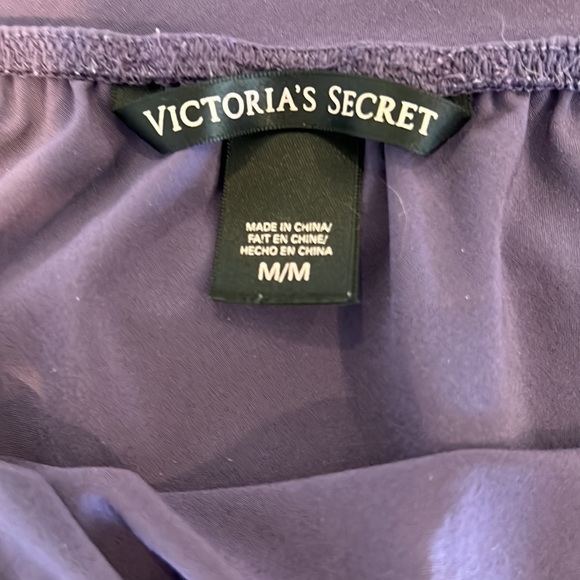 VICTORIA'S SECRET
MADE IN CHINA/
FAIT EN CHINE/
HECHO EN CHINA
M/M